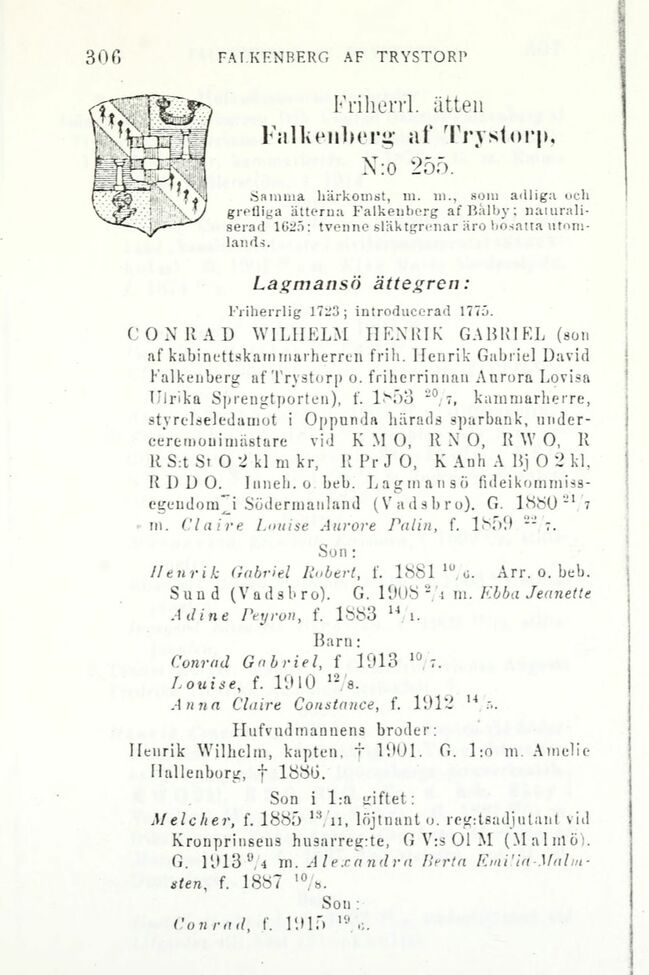 306 FALKENBERG AF TRYSTORP
Friherrl. ätten
Falkenberg af Trystorp,
N:o 255.
Samma härkomst, m. m., som adliga och
grefliga ätterna Falkenberg af Bålby; naturali-
serad 1625; tvenne släktgrenar äro bosatta utom-
lands.
Lagmansö ättegren:
Friherrlig 1723; introducerad 1775.
CONRAD WILHELM HENRIK GABRIEL (son
af kabinettskammarherren frih. Henrik Gabriel David
Falkenberg af Trystorp o. friherrinnan Aurora Lovisa
Ulrika Sprengtporten), f. 1853 20/7, kammarherre,
styrelseledamot i Oppunda härads sparbank, under-
ceremonimästare vid K M O, R N O, R W O, R
R S:t St O 2 kl m kr, R Pr J O, K Anh A Bj O 2 kl,
R D D O. Inneh. o. beb. Lagmansö fideikommiss-
egendom i Södermanland (Vadsbro). G. 1880 21/7
m. Claire Louise Aurore Palin, f. 1859 22/7.
Son:
Henrik Gabriel Robert, f. 1881 10/6. Arr. o. beb.
Sund (Vadsbro). G. 1908 2/4 m. Ebba Jeanette
Adine Peyron, f. 1883 14/1.
Barn:
Conrad Gabriel, f 1913 10/7.
Louise, f. 1910 12/8.
Anna Claire Constance, f. 1912 14/5.
Hufvudmannens broder:
Henrik Wilhelm, kapten, † 1901. G. 1:o m. Amelie
Hallenborg, † 1886.
Son i 1:a giftet:
Melcher, f. 1885 13/11, löjtnant o. reg:tsadjutant vid
Kronprinsens husarreg:te, G V:s Ol M (Malmö).
G. 1913 9/4 m. Alexandra Berta Emilia Malm-
sten, f. 1887 10/8.
Son:
Conrad, f. 1915 19/6.